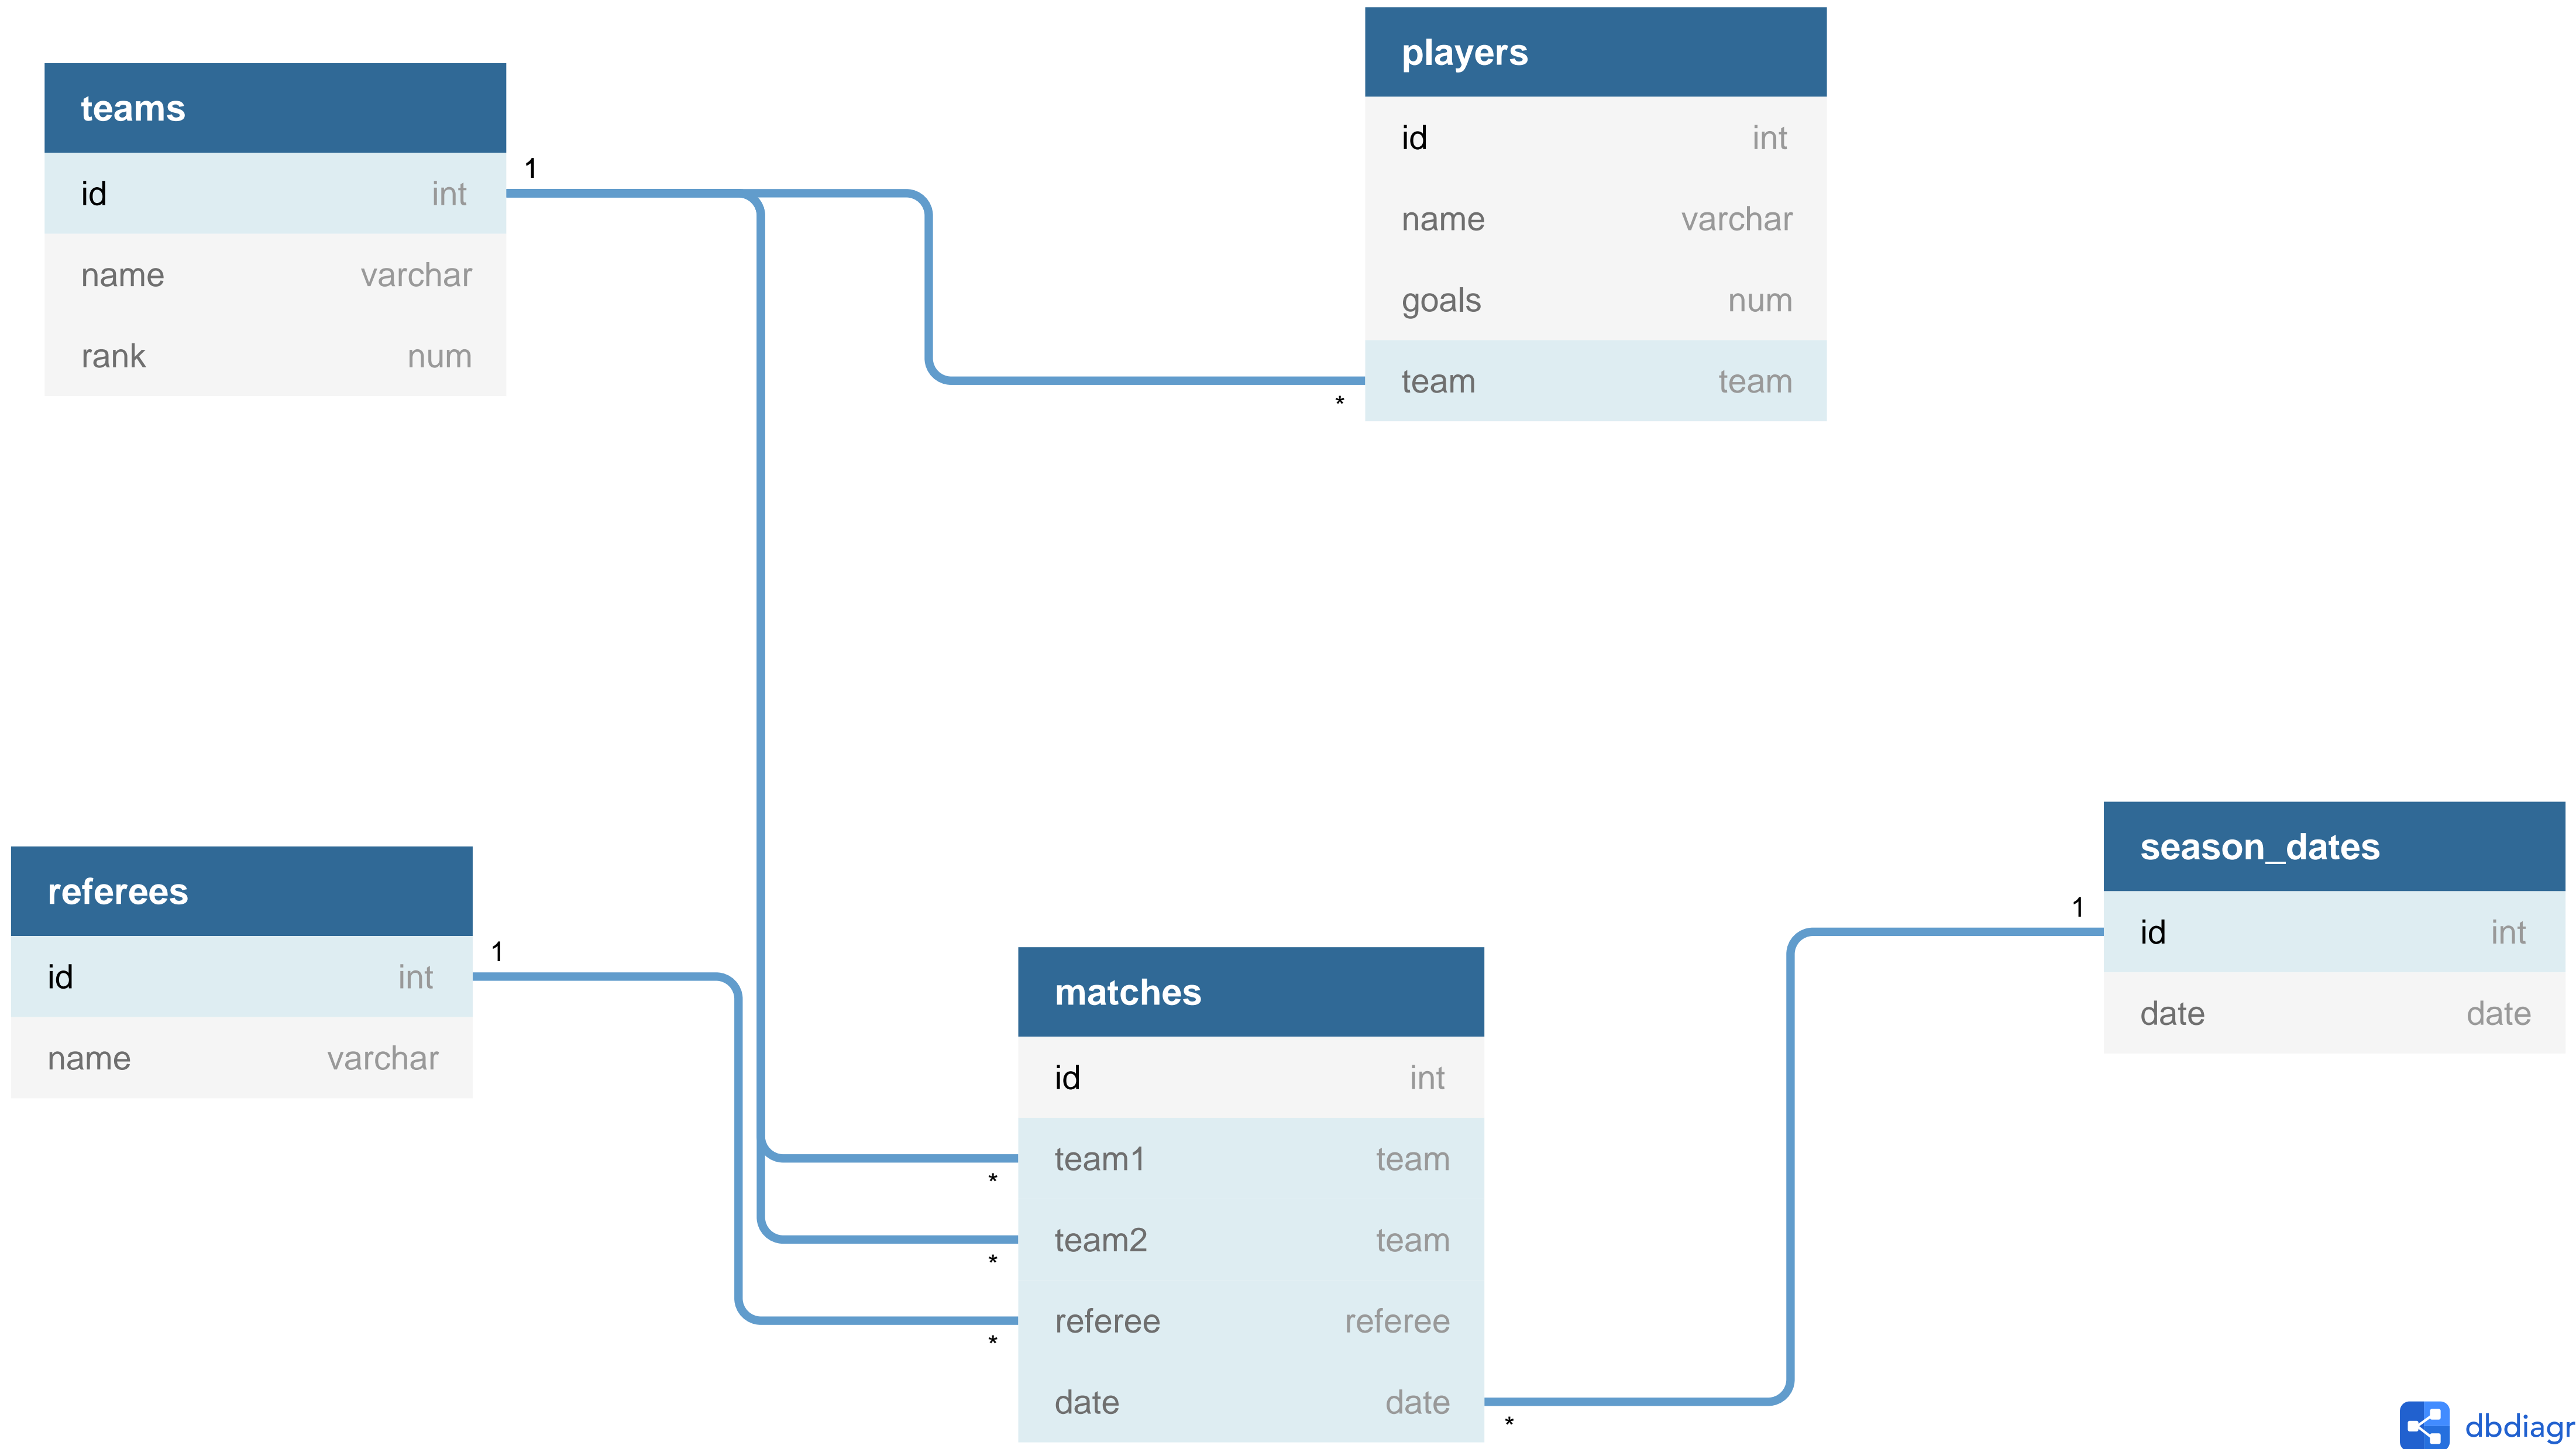 teams
id int
name varchar
rank num
1
players
id int
name varchar
goals num
team team
*
referees
id int
name varchar
1
matches
id int
team1 team
team2 team
referee referee
date date
*
*
*
*
season_dates
id int
date date
1
dbdiagr